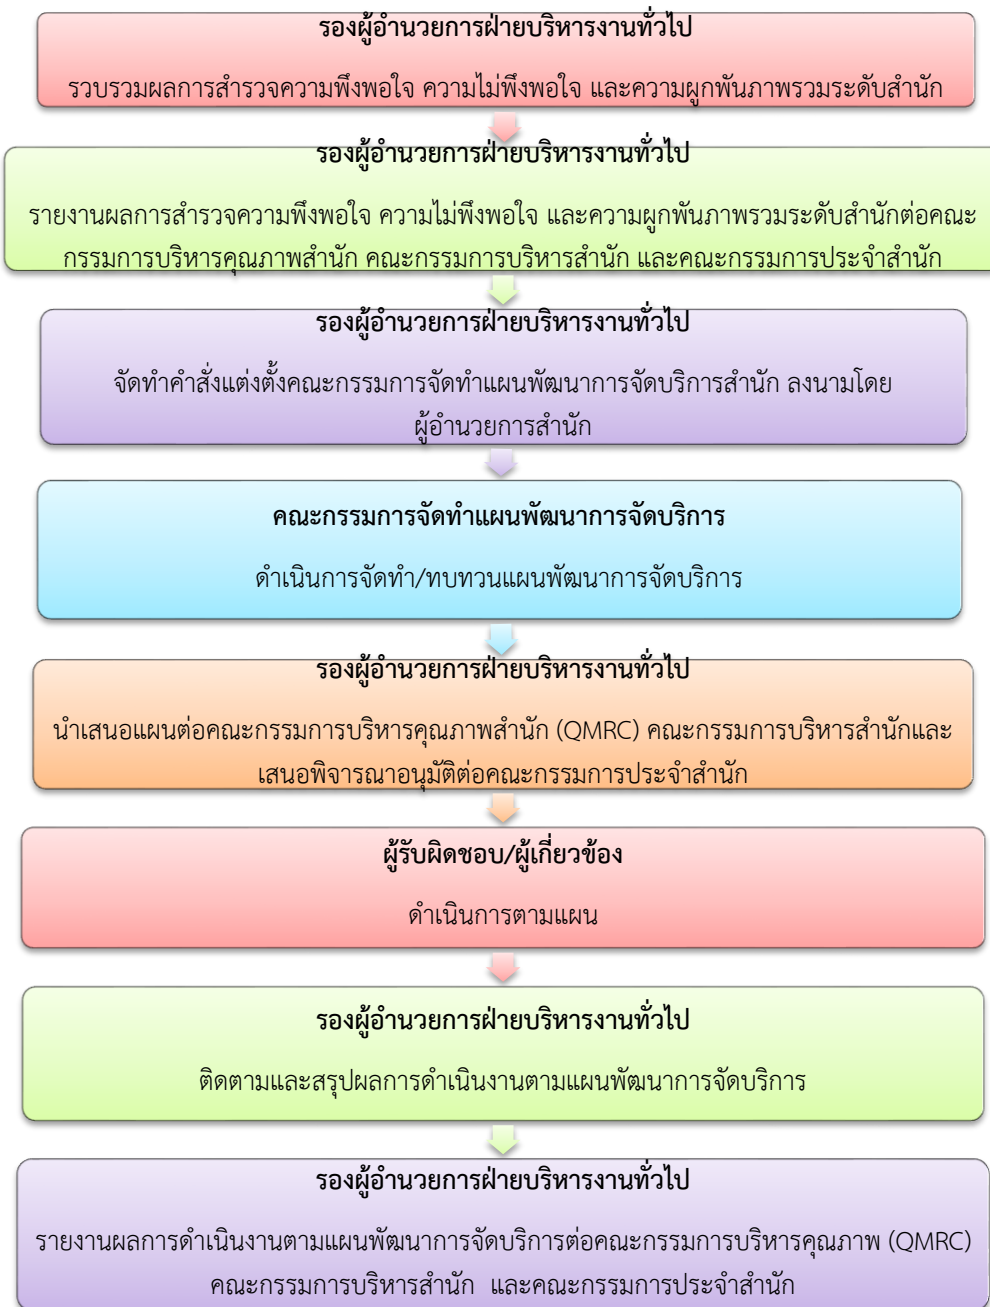 รองผู้อำนวยการฝ่ายบริหารงานทั่วไป
รวบรวมผลการสำรวจความพึงพอใจ ความไม่พึงพอใจ และความผูกพันภาพรวมระดับสำนัก
รองผู้อำนวยการฝ่ายบริหารงานทั่วไป
รายงานผลการสำรวจความพึงพอใจ ความไม่พึงพอใจ และความผูกพันภาพรวมระดับสำนักต่อคณะ
กรรมการบริหารคุณภาพสำนัก คณะกรรมการบริหารสำนัก และคณะกรรมการประจำสำนัก
รองผู้อำนวยการฝ่ายบริหารงานทั่วไป
จัดทำคำสั่งแต่งตั้งคณะกรรมการจัดทำแผนพัฒนาการจัดบริการสำนัก ลงนามโดย
ผู้อำนวยการสำนัก
คณะกรรมการจัดทำแผนพัฒนาการจัดบริการ
ดำเนินการจัดทำ/ทบทวนแผนพัฒนาการจัดบริการ
รองผู้อำนวยการฝ่ายบริหารงานทั่วไป
นำเสนอแผนต่อคณะกรรมการบริหารคุณภาพสำนัก (QMRC) คณะกรรมการบริหารสำนักและ
เสนอพิจารณาอนุมัติต่อคณะกรรมการประจำสำนัก
ผู้รับผิดชอบ/ผู้เกี่ยวข้อง
ดำเนินการตามแผน
รองผู้อำนวยการฝ่ายบริหารงานทั่วไป
ติดตามและสรุปผลการดำเนินงานตามแผนพัฒนาการจัดบริการ
รองผู้อำนวยการฝ่ายบริหารงานทั่วไป
รายงานผลการดำเนินงานตามแผนพัฒนาการจัดบริการต่อคณะกรรมการบริหารคุณภาพ (QMRC)
คณะกรรมการบริหารสำนัก และคณะกรรมการประจำสำนัก